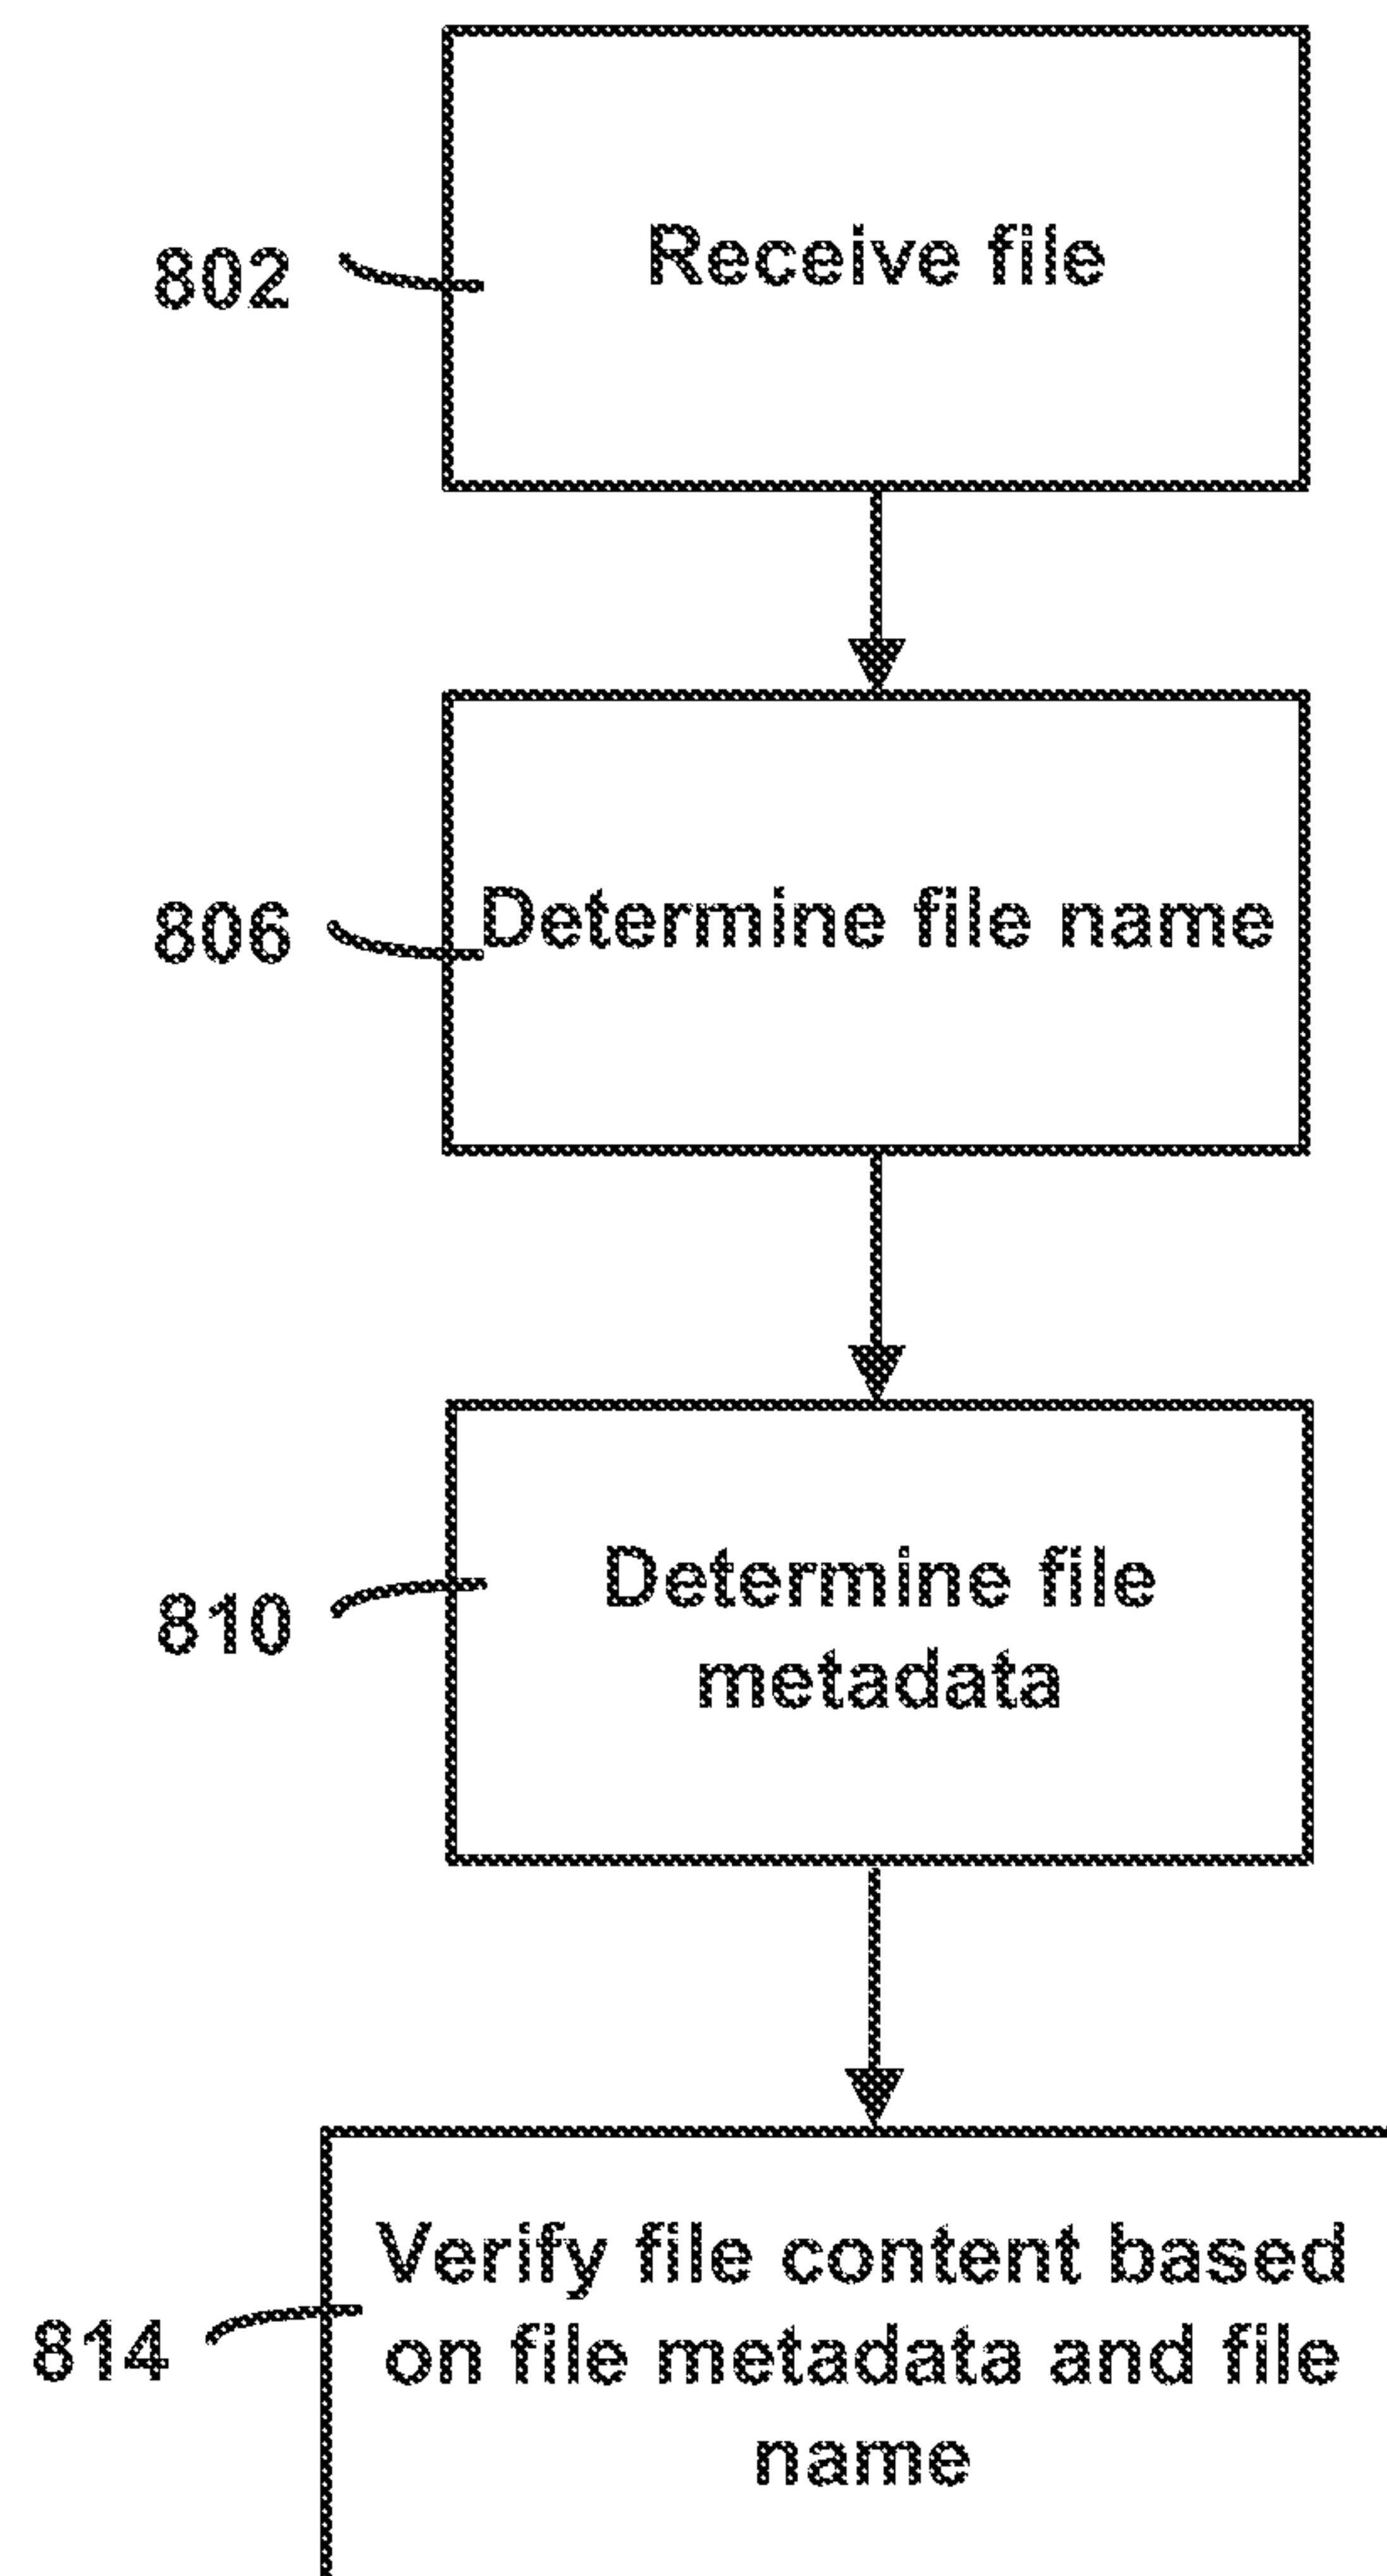 802
Receive file
806
Determine file name
810
Determine file
metadata
814
Verify file content based
on file metadata and file
name